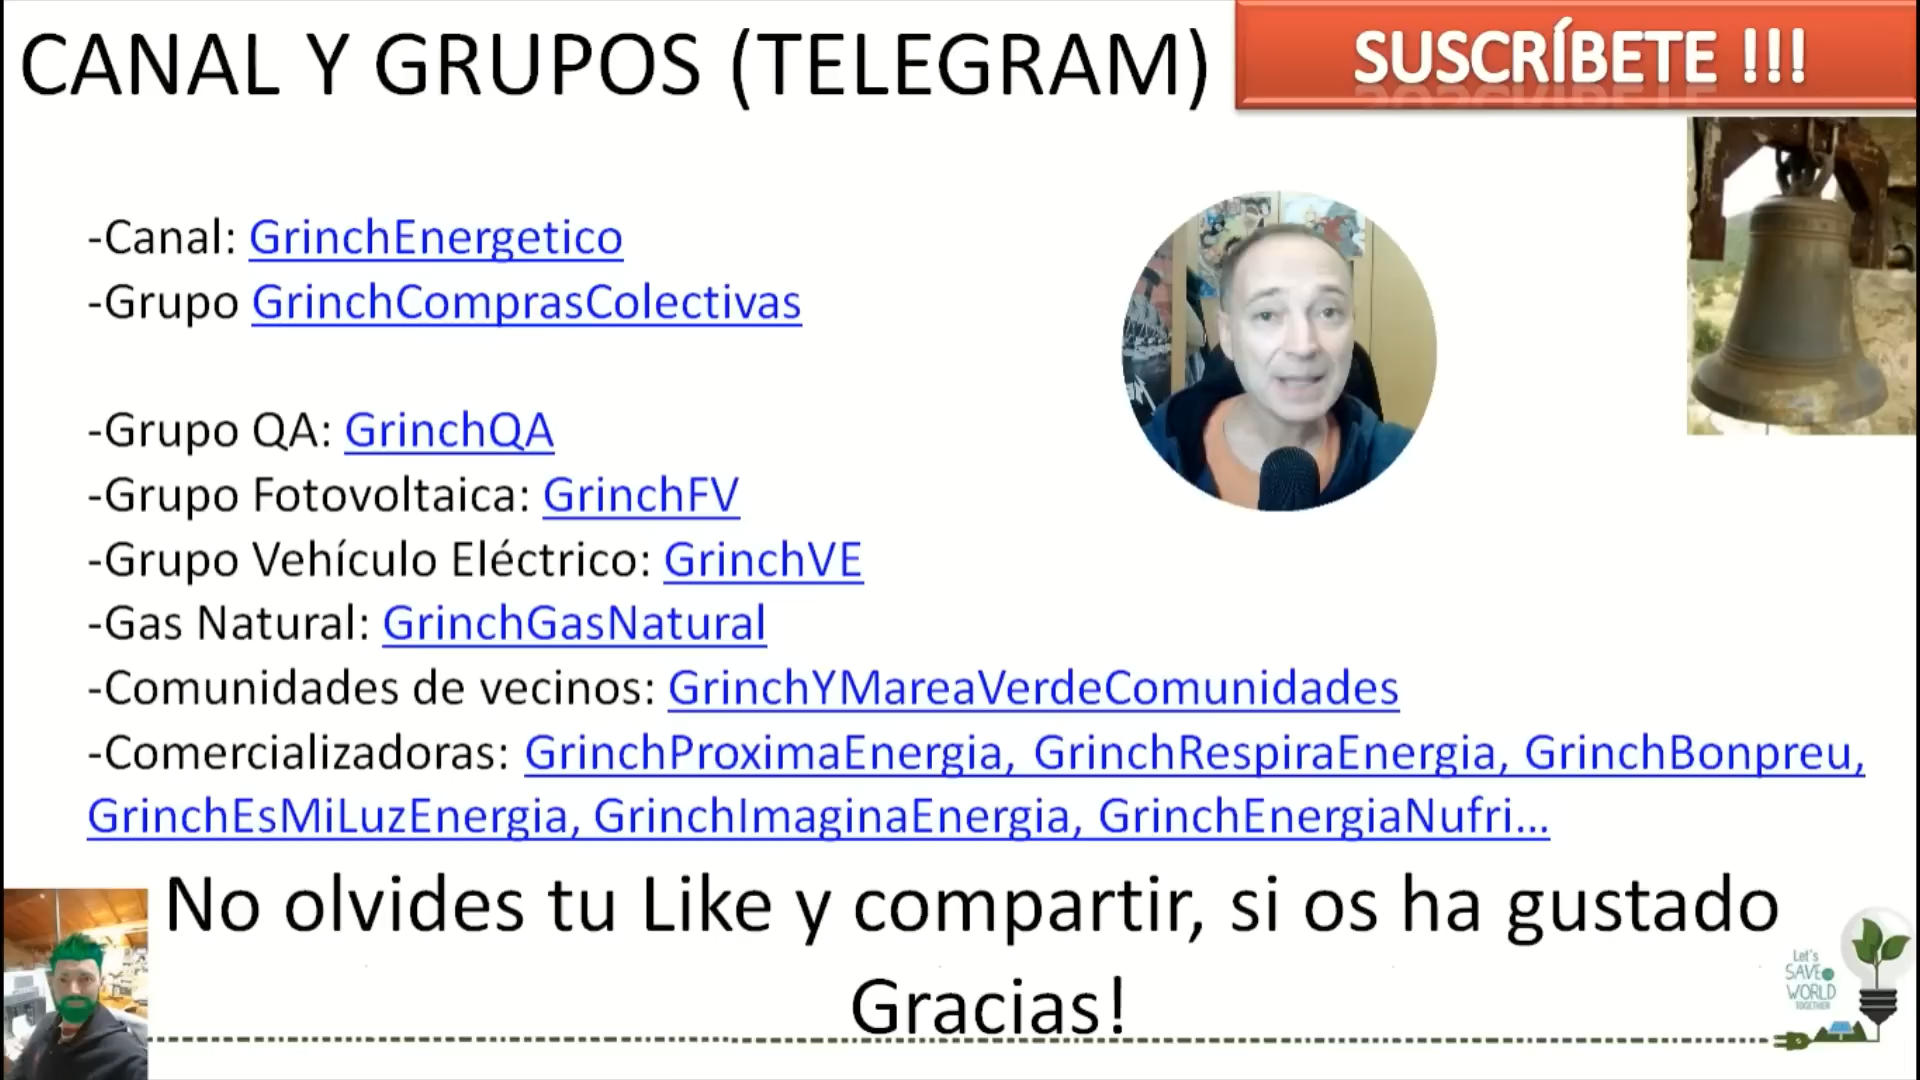 CANAL Y GRUPOS (TELEGRAM)
SUSCRÍBETE !!!
-Canal: GrinchEnergetico
-Grupo GrinchComprasColectivas
-Grupo QA: GrinchQA
-Grupo Fotovoltaica: GrinchFV
-Grupo Vehículo Eléctrico: GrinchVE
-Gas Natural: GrinchGasNatural
-Comunidades de vecinos: GrinchYMareaVerdeComunidades
-Comercializadoras: GrinchProximaEnergia, GrinchRespiraEnergia, GrinchBonpreu,
GrinchEsMiLuzEnergia, GrinchImaginaEnergia, GrinchEnergiaNufri...
No olvides tu Like y compartir, si os ha gustado
Gracias!
Let's
SAVE
WORLD
TOGETHER